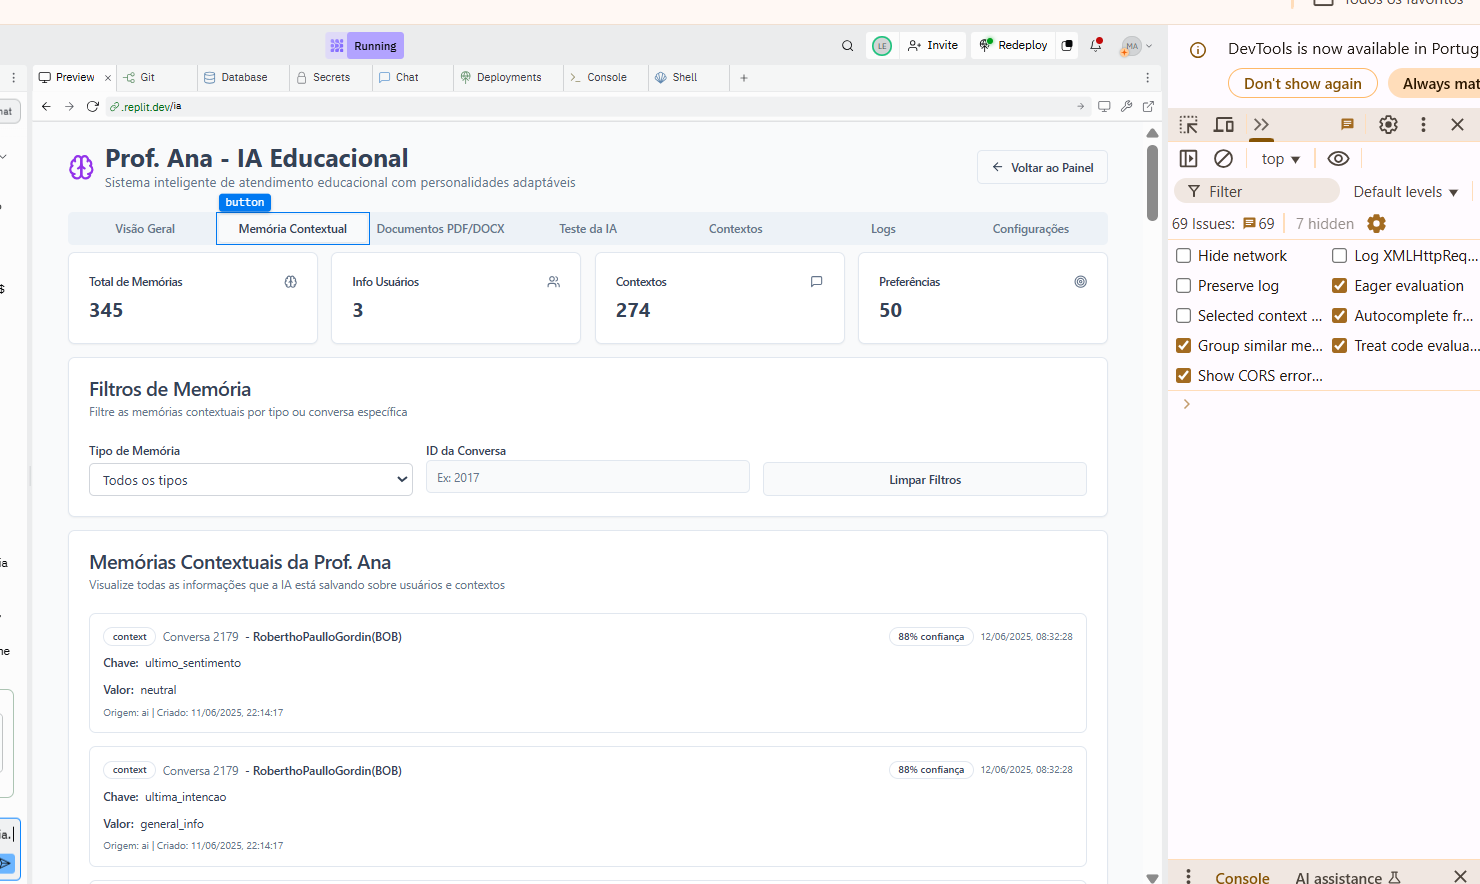 Todos os favoritos
Running
LE
Invite
Redeploy
MA
Preview
Git
Database
Secrets
Chat
Deployments
Console
Shell
.replit.dev/ia
Prof. Ana - IA Educacional
Sistema inteligente de atendimento educacional com personalidades adaptáveis
Voltar ao Painel
button
Visão Geral
Memória Contextual
Documentos PDF/DOCX
Teste da IA
Contextos
Logs
Configurações
Total de Memórias
345
Info Usuários
3
Contextos
274
Preferências
50
Filtros de Memória
Filtre as memórias contextuais por tipo ou conversa específica
Tipo de Memória
Todos os tipos
ID da Conversa
Ex: 2017
Limpar Filtros
Memórias Contextuais da Prof. Ana
Visualize todas as informações que a IA está salvando sobre usuários e contextos
context Conversa 2179 - RoberthoPaulloGordin(BOB) 88% confiança 12/06/2025, 08:32:28
Chave: ultimo_sentimento
Valor: neutral
Origem: ai | Criado: 11/06/2025, 22:14:17
context Conversa 2179 - RoberthoPaulloGordin(BOB) 88% confiança 12/06/2025, 08:32:28
Chave: ultima_intencao
Valor: general_info
Origem: ai | Criado: 11/06/2025, 22:14:17
DevTools is now available in Portug
Don't show again
Always mat
top
Filter
Default levels
69 Issues: 69
7 hidden
Hide network
Log XMLHttpReq...
Preserve log
Eager evaluation
Selected context ...
Autocomplete fr...
Group similar me...
Treat code evalua...
Show CORS error...
Console
AI assistance